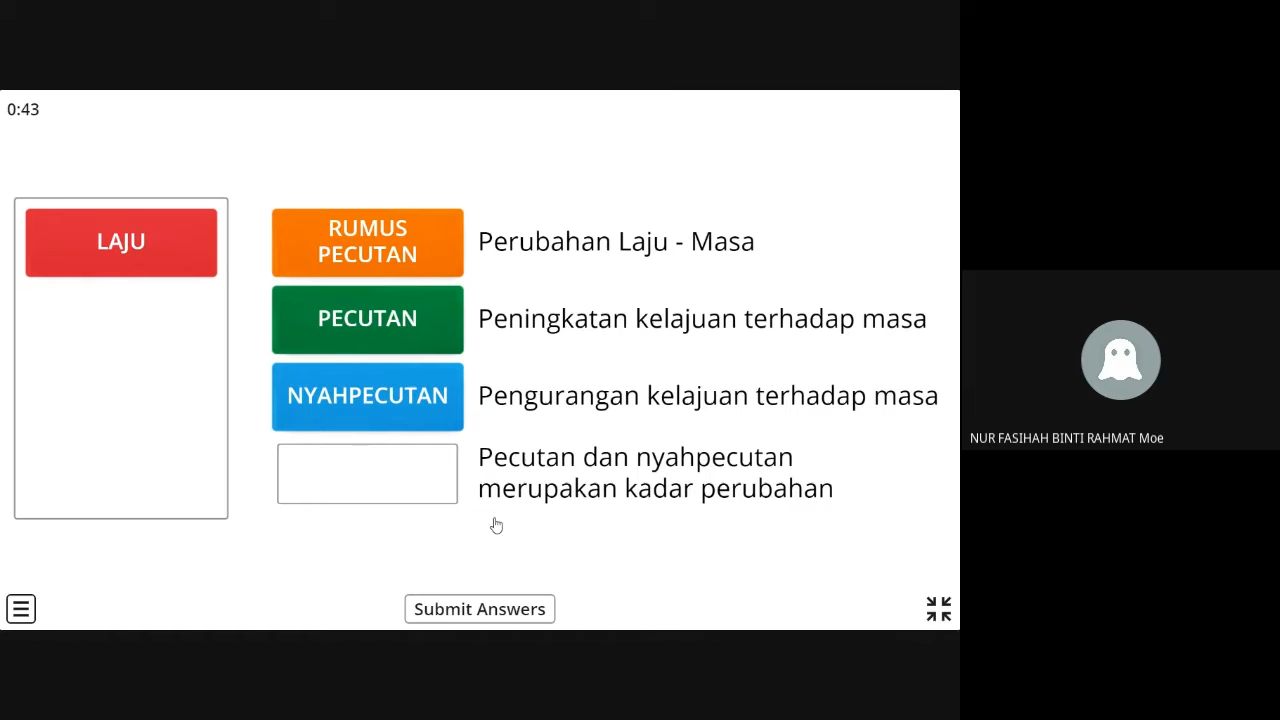 0:43
LAJU
RUMUS
PECUTAN
Perubahan Laju - Masa
PECUTAN
Peningkatan kelajuan terhadap masa
NYAHPECUTAN
Pengurangan kelajuan terhadap masa
Pecutan dan nyahpecutan
merupakan kadar perubahan
Submit Answers
NUR FASIHAH BINTI RAHMAT Moe